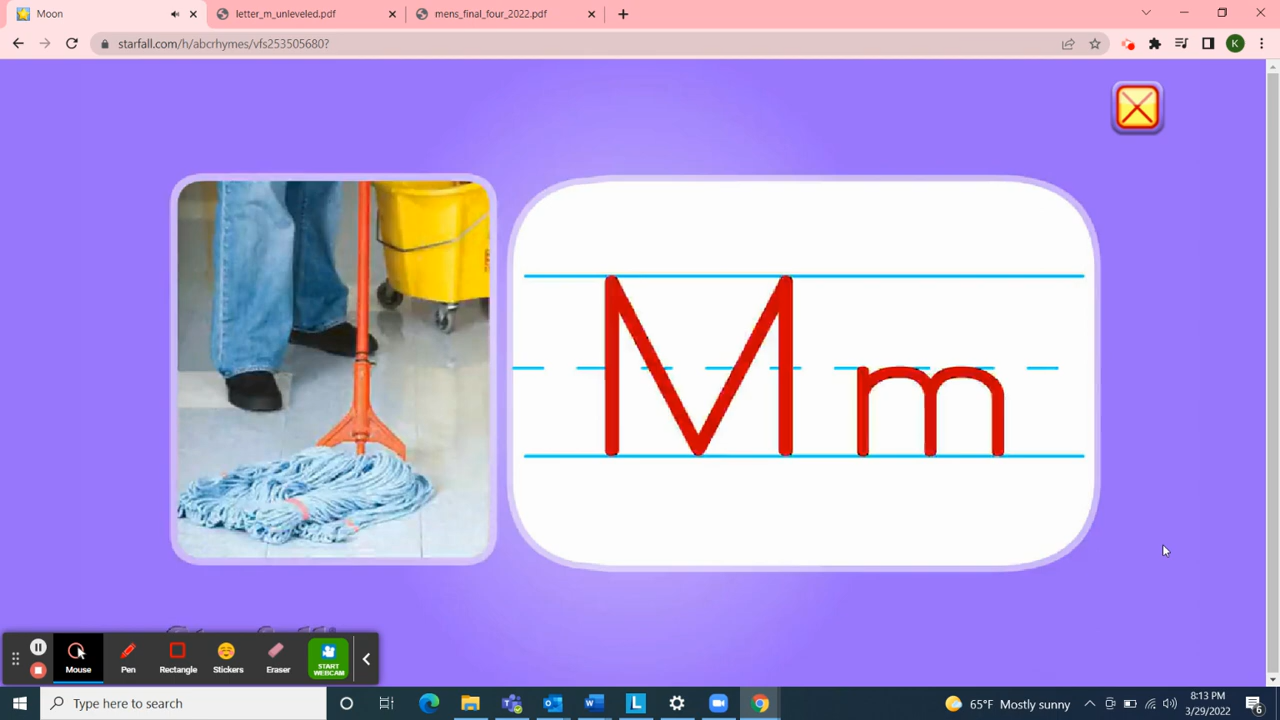 Moon
letter_m_unleveled.pdf
mens_final_four_2022.pdf
starfall.com/h/abcrhymes/vfs253505680?
K
M m
Mouse
Pen
Rectangle
Stickers
Eraser
START
WEBCAM
Type here to search
L
65°F Mostly sunny
8:13 PM
3/29/2022
6